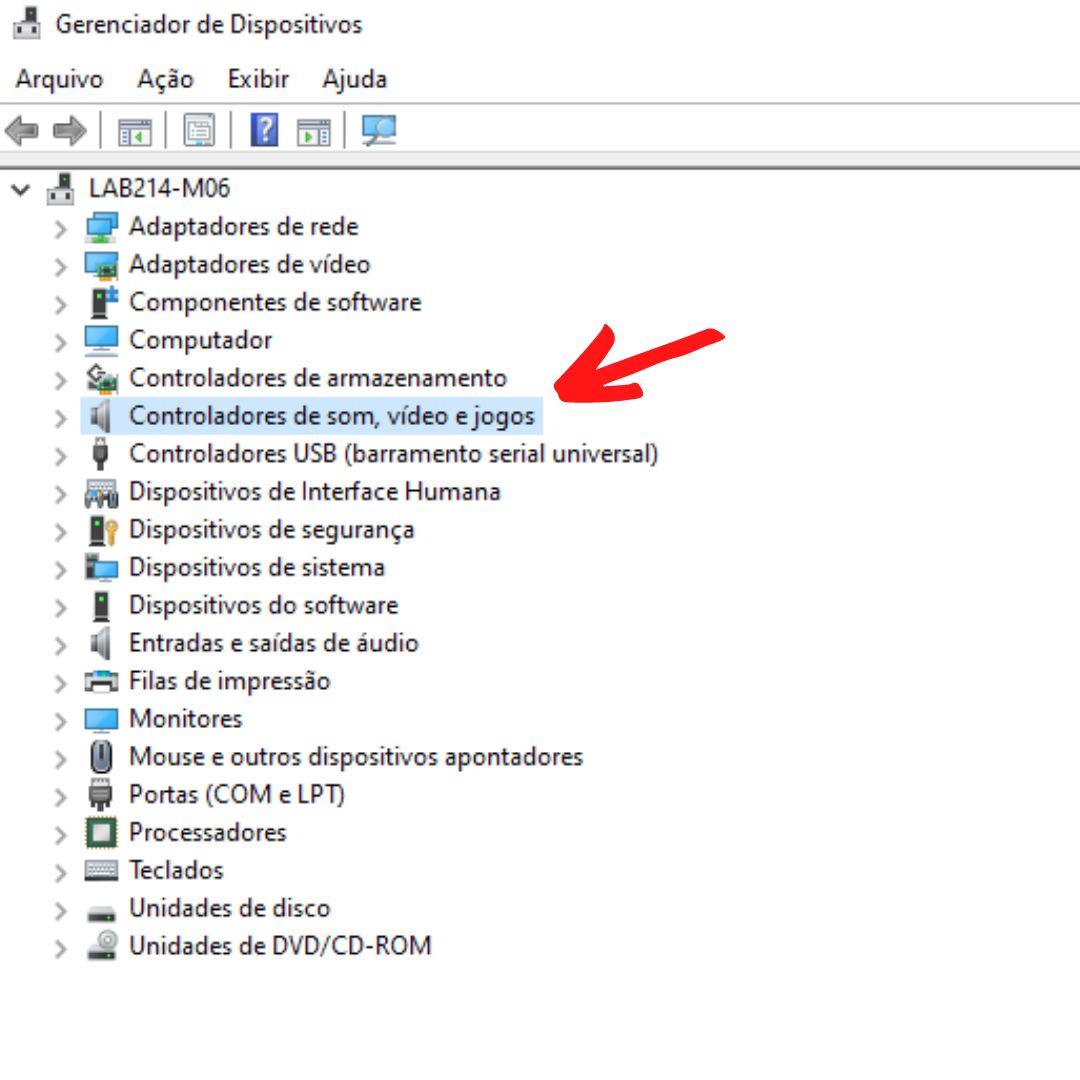 Gerenciador de Dispositivos
Arquivo Ação Exibir Ajuda
?
LAB214-M06
Adaptadores de rede
Adaptadores de vídeo
Componentes de software
Computador
Controladores de armazenamento
Controladores de som, vídeo e jogos
Controladores USB (barramento serial universal)
Dispositivos de Interface Humana
Dispositivos de segurança
Dispositivos de sistema
Dispositivos do software
Entradas e saídas de áudio
Filas de impressão
Monitores
Mouse e outros dispositivos apontadores
Portas (COM e LPT)
Processadores
Teclados
Unidades de disco
Unidades de DVD/CD-ROM